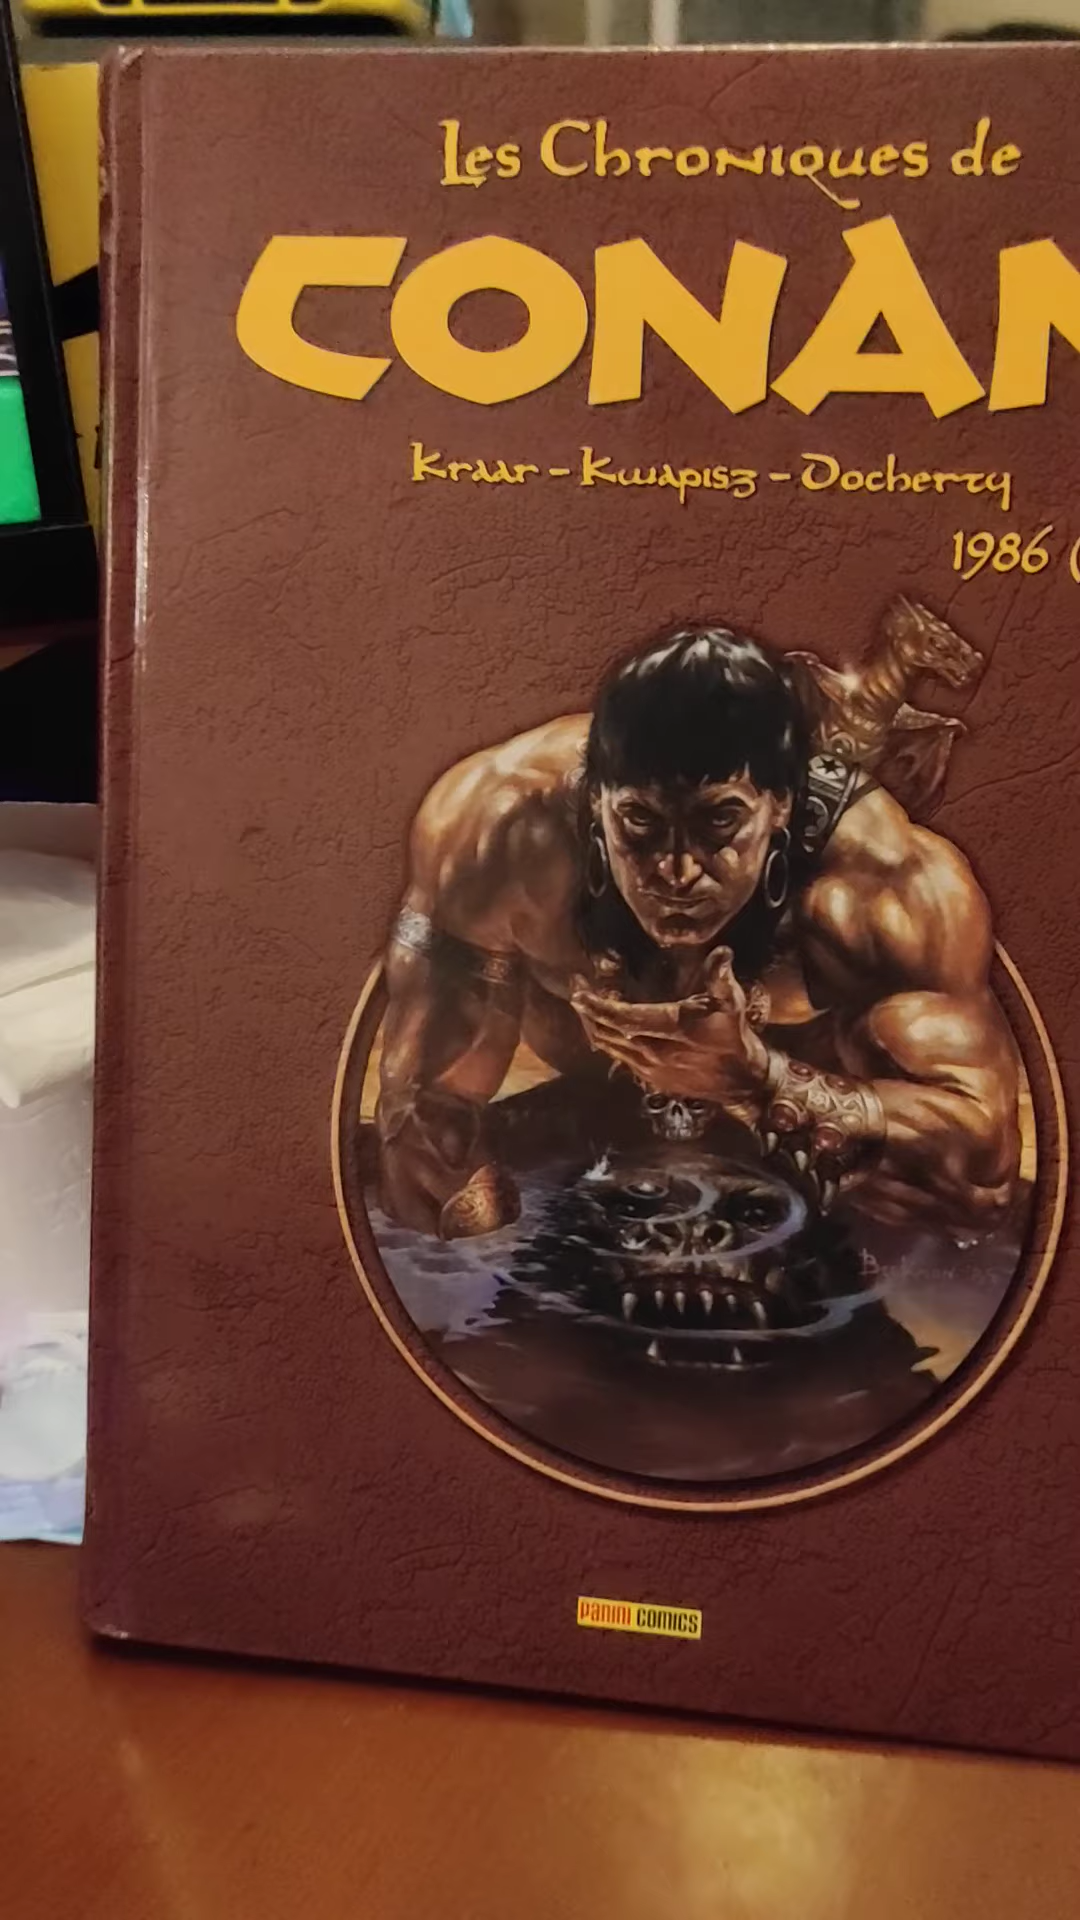 Les Chroniques de
CONAN
Kraar - Kwapisz - Docherty
1986 (
PANINI COMICS